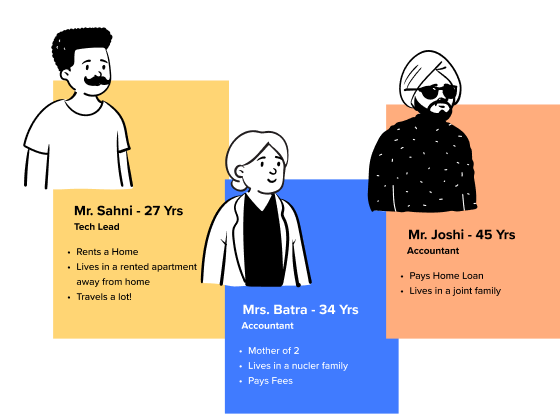 Mr. Sahni - 27 Yrs
Tech Lead
• Rents a Home
• Lives in a rented apartment
away from home
• Travels a lot!
Mrs. Batra - 34 Yrs
Accountant
• Mother of 2
• Lives in a nucler family
• Pays Fees
Mr. Joshi - 45 Yrs
Accountant
• Pays Home Loan
• Lives in a joint family